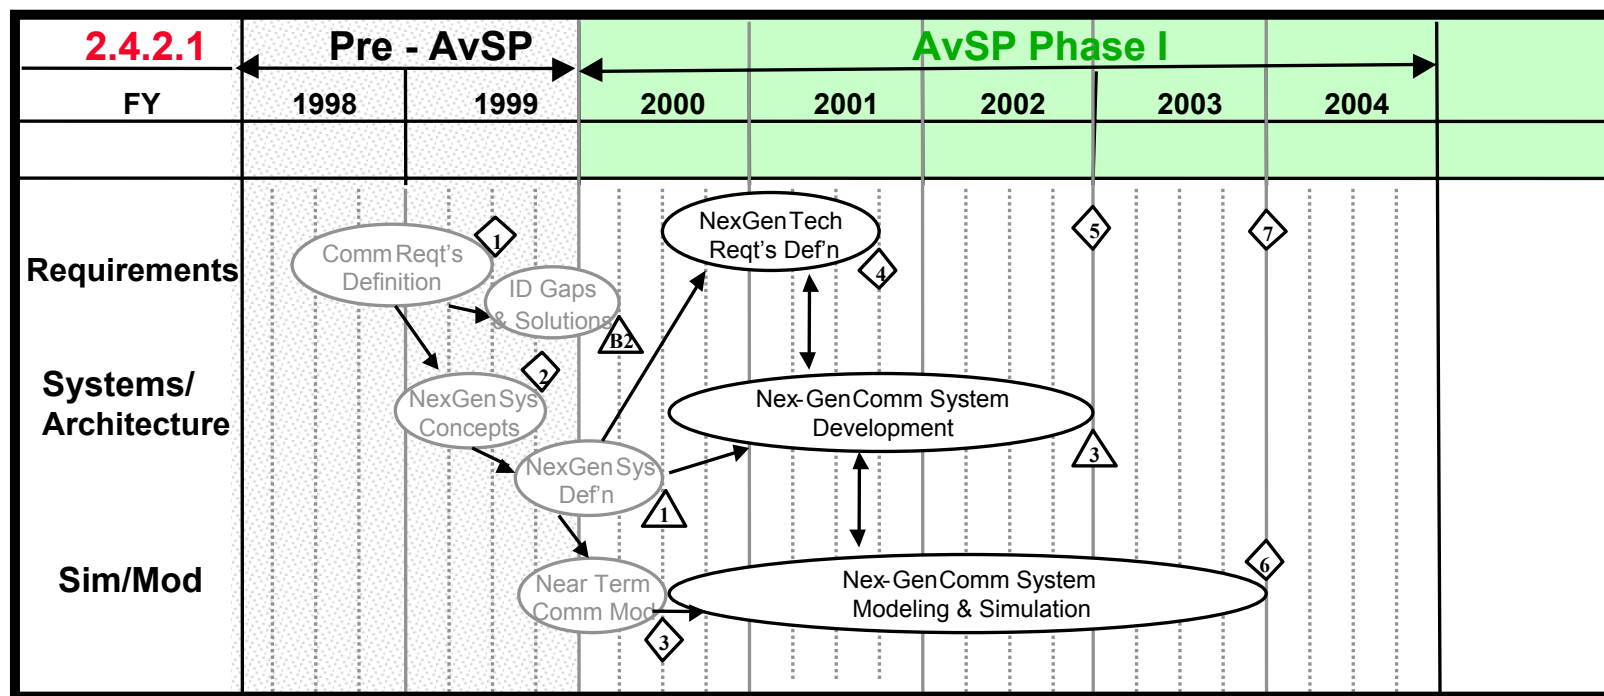 2.4.2.1 Pre - AvSP AvSP Phase I
FY 1998 1999 2000 2001 2002 2003 2004
Requirements
Comm Reqt's
Definition
1
ID Gaps
& Solutions
B2
NexGen Tech
Reqt's Def'n
4
5
7
Systems/
Architecture
NexGen Sys
Concepts
2
NexGen Sys
Def'n
1
Nex-Gen Comm System
Development
3
Sim/Mod
Near Term
Comm Mod
3
Nex-Gen Comm System
Modeling & Simulation
6